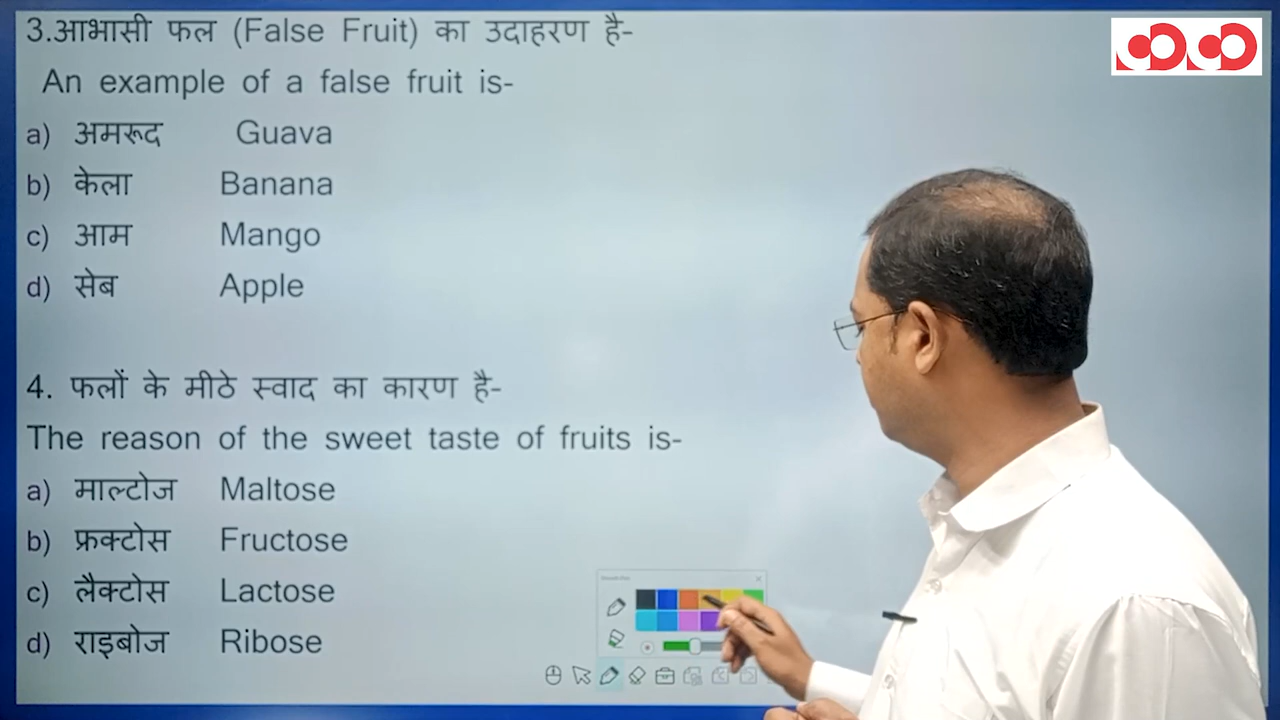 3.आभासी फल (False Fruit) का उदाहरण है-
An example of a false fruit is-
a) अमरूद Guava
b) केला Banana
c) आम Mango
d) सेब Apple
4. फलों के मीठे स्वाद का कारण है-
The reason of the sweet taste of fruits is-
a) माल्टोज Maltose
b) फ्रक्टोस Fructose
c) लैक्टोस Lactose
d) राइबोज Ribose